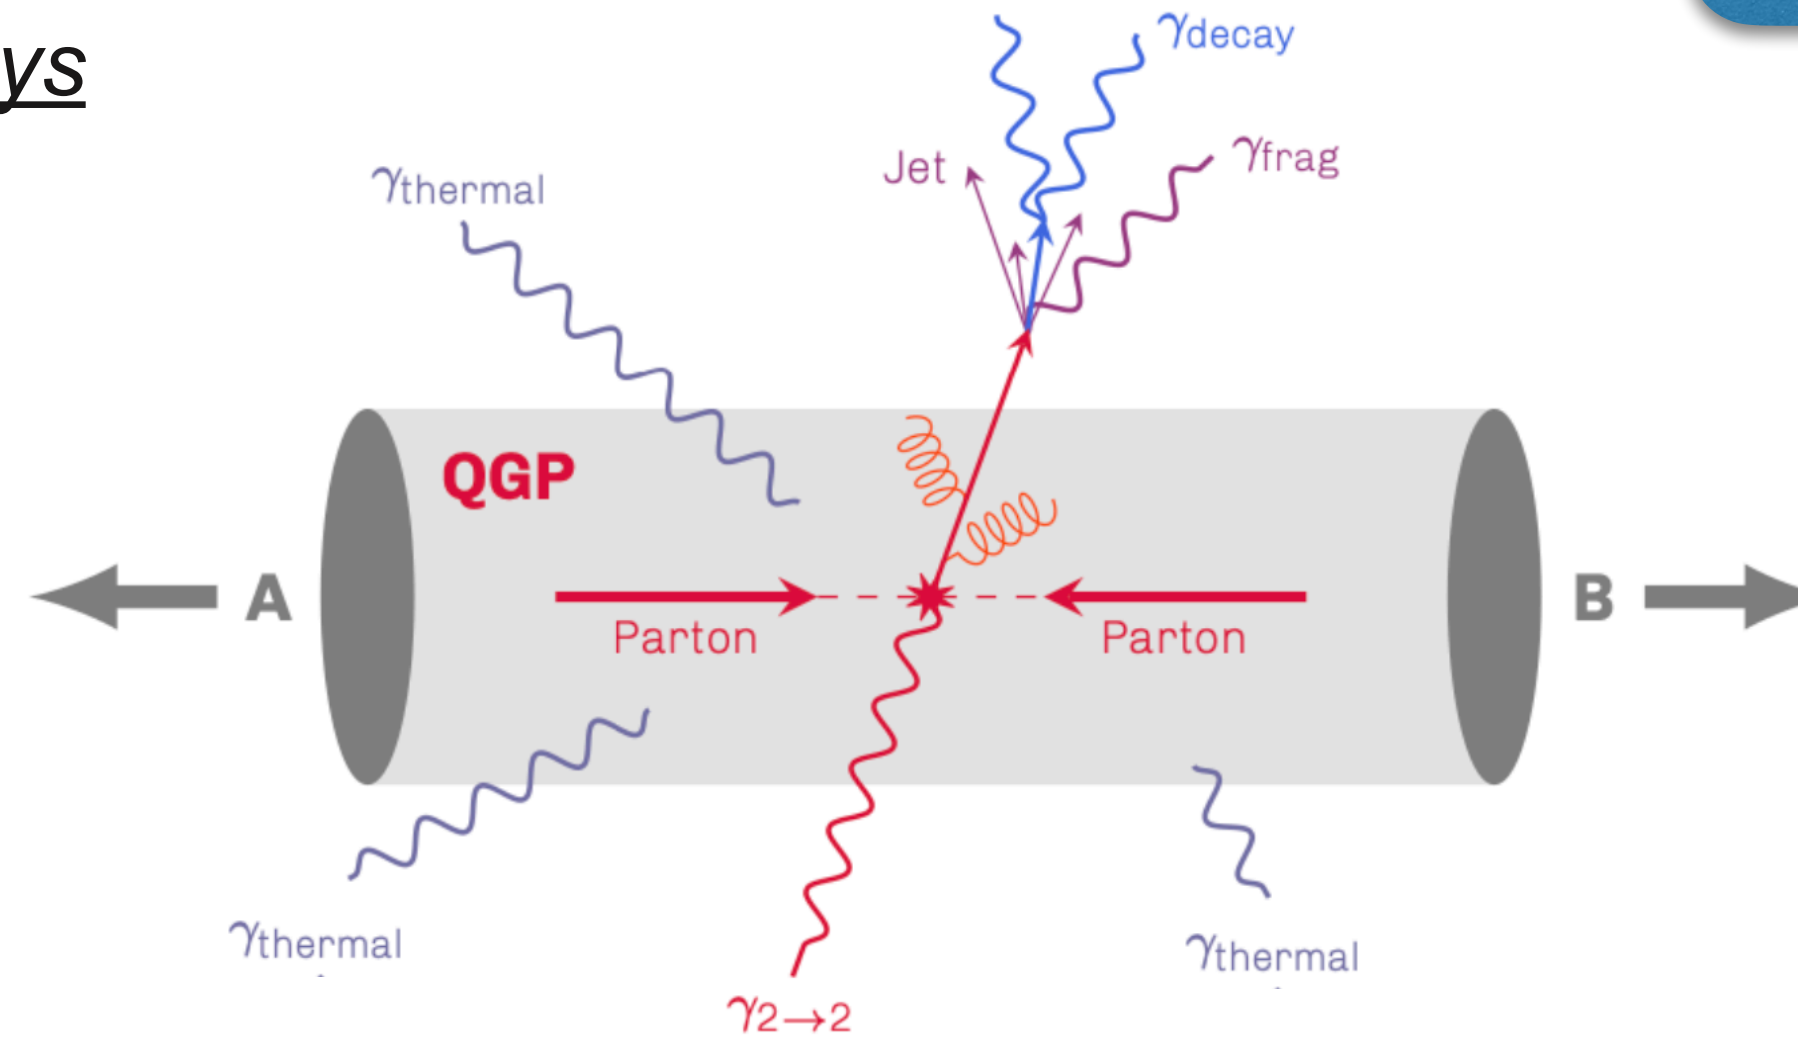 ys
γdecay
Jet
γfrag
γthermal
QGP
A
B
Parton
Parton
γthermal
γthermal
γ2→2